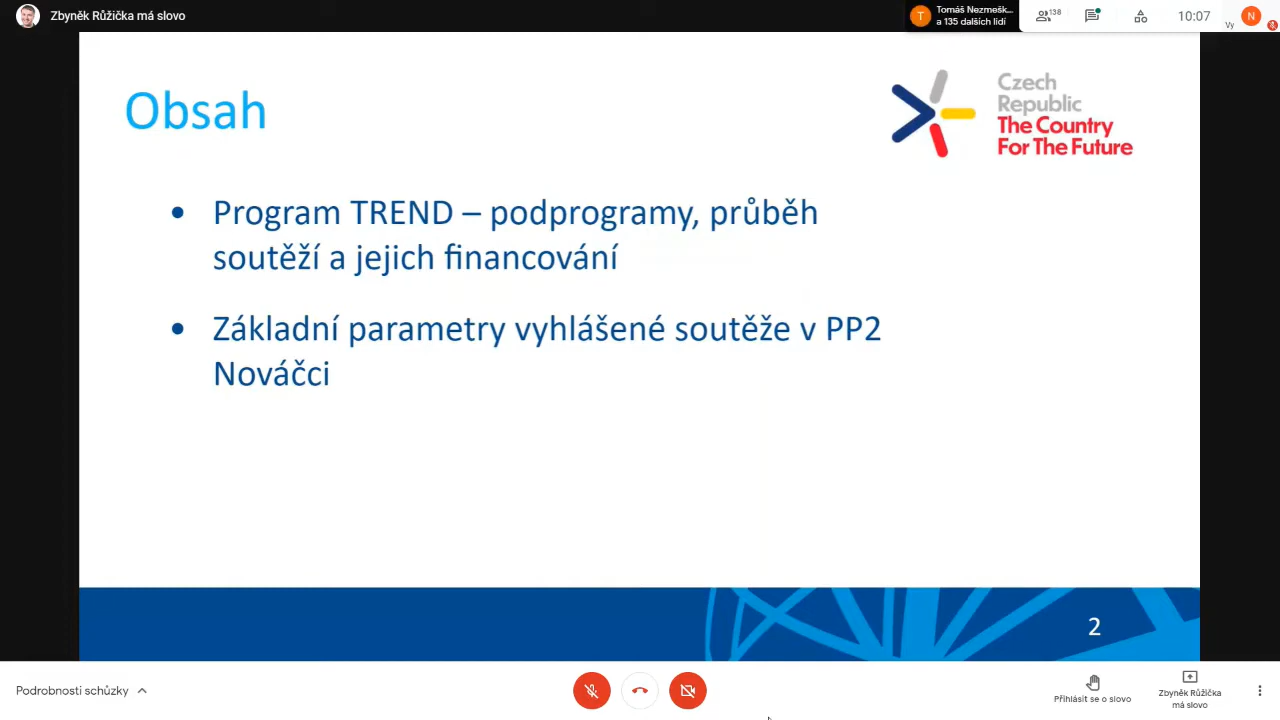 Zbyněk Růžička má slovo
T
Tomáš Nezmešk...
a 135 dalších lidí
138
10:07
Vy
N
Obsah
Czech
Republic
The Country
For The Future
• Program TREND – podprogramy, průběh
soutěží a jejich financování
• Základní parametry vyhlášené soutěže v PP2
Nováčci
2
Podrobnosti schůzky
Přihlásit se o slovo
Zbyněk Růžička
má slovo